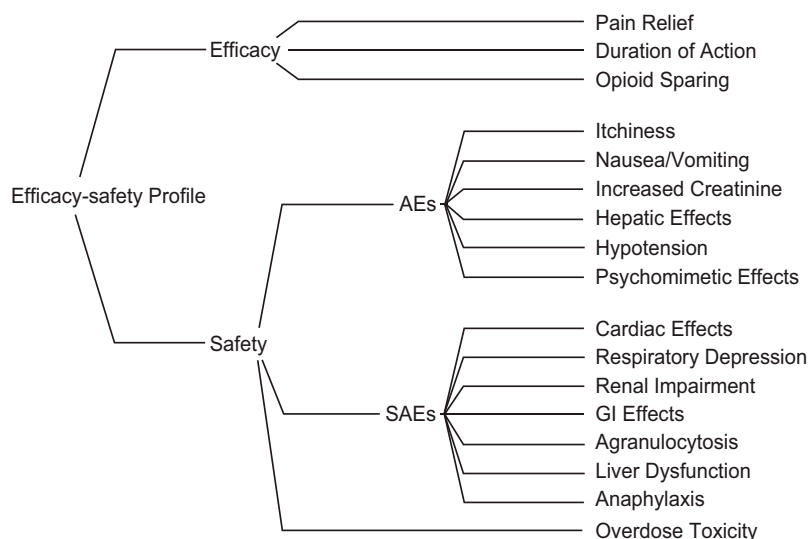 Efficacy-safety Profile
Efficacy
Pain Relief
Duration of Action
Opioid Sparing
Safety
AEs
Itchiness
Nausea/Vomiting
Increased Creatinine
Hepatic Effects
Hypotension
Psychomimetic Effects
SAEs
Cardiac Effects
Respiratory Depression
Renal Impairment
GI Effects
Agranulocytosis
Liver Dysfunction
Anaphylaxis
Overdose Toxicity